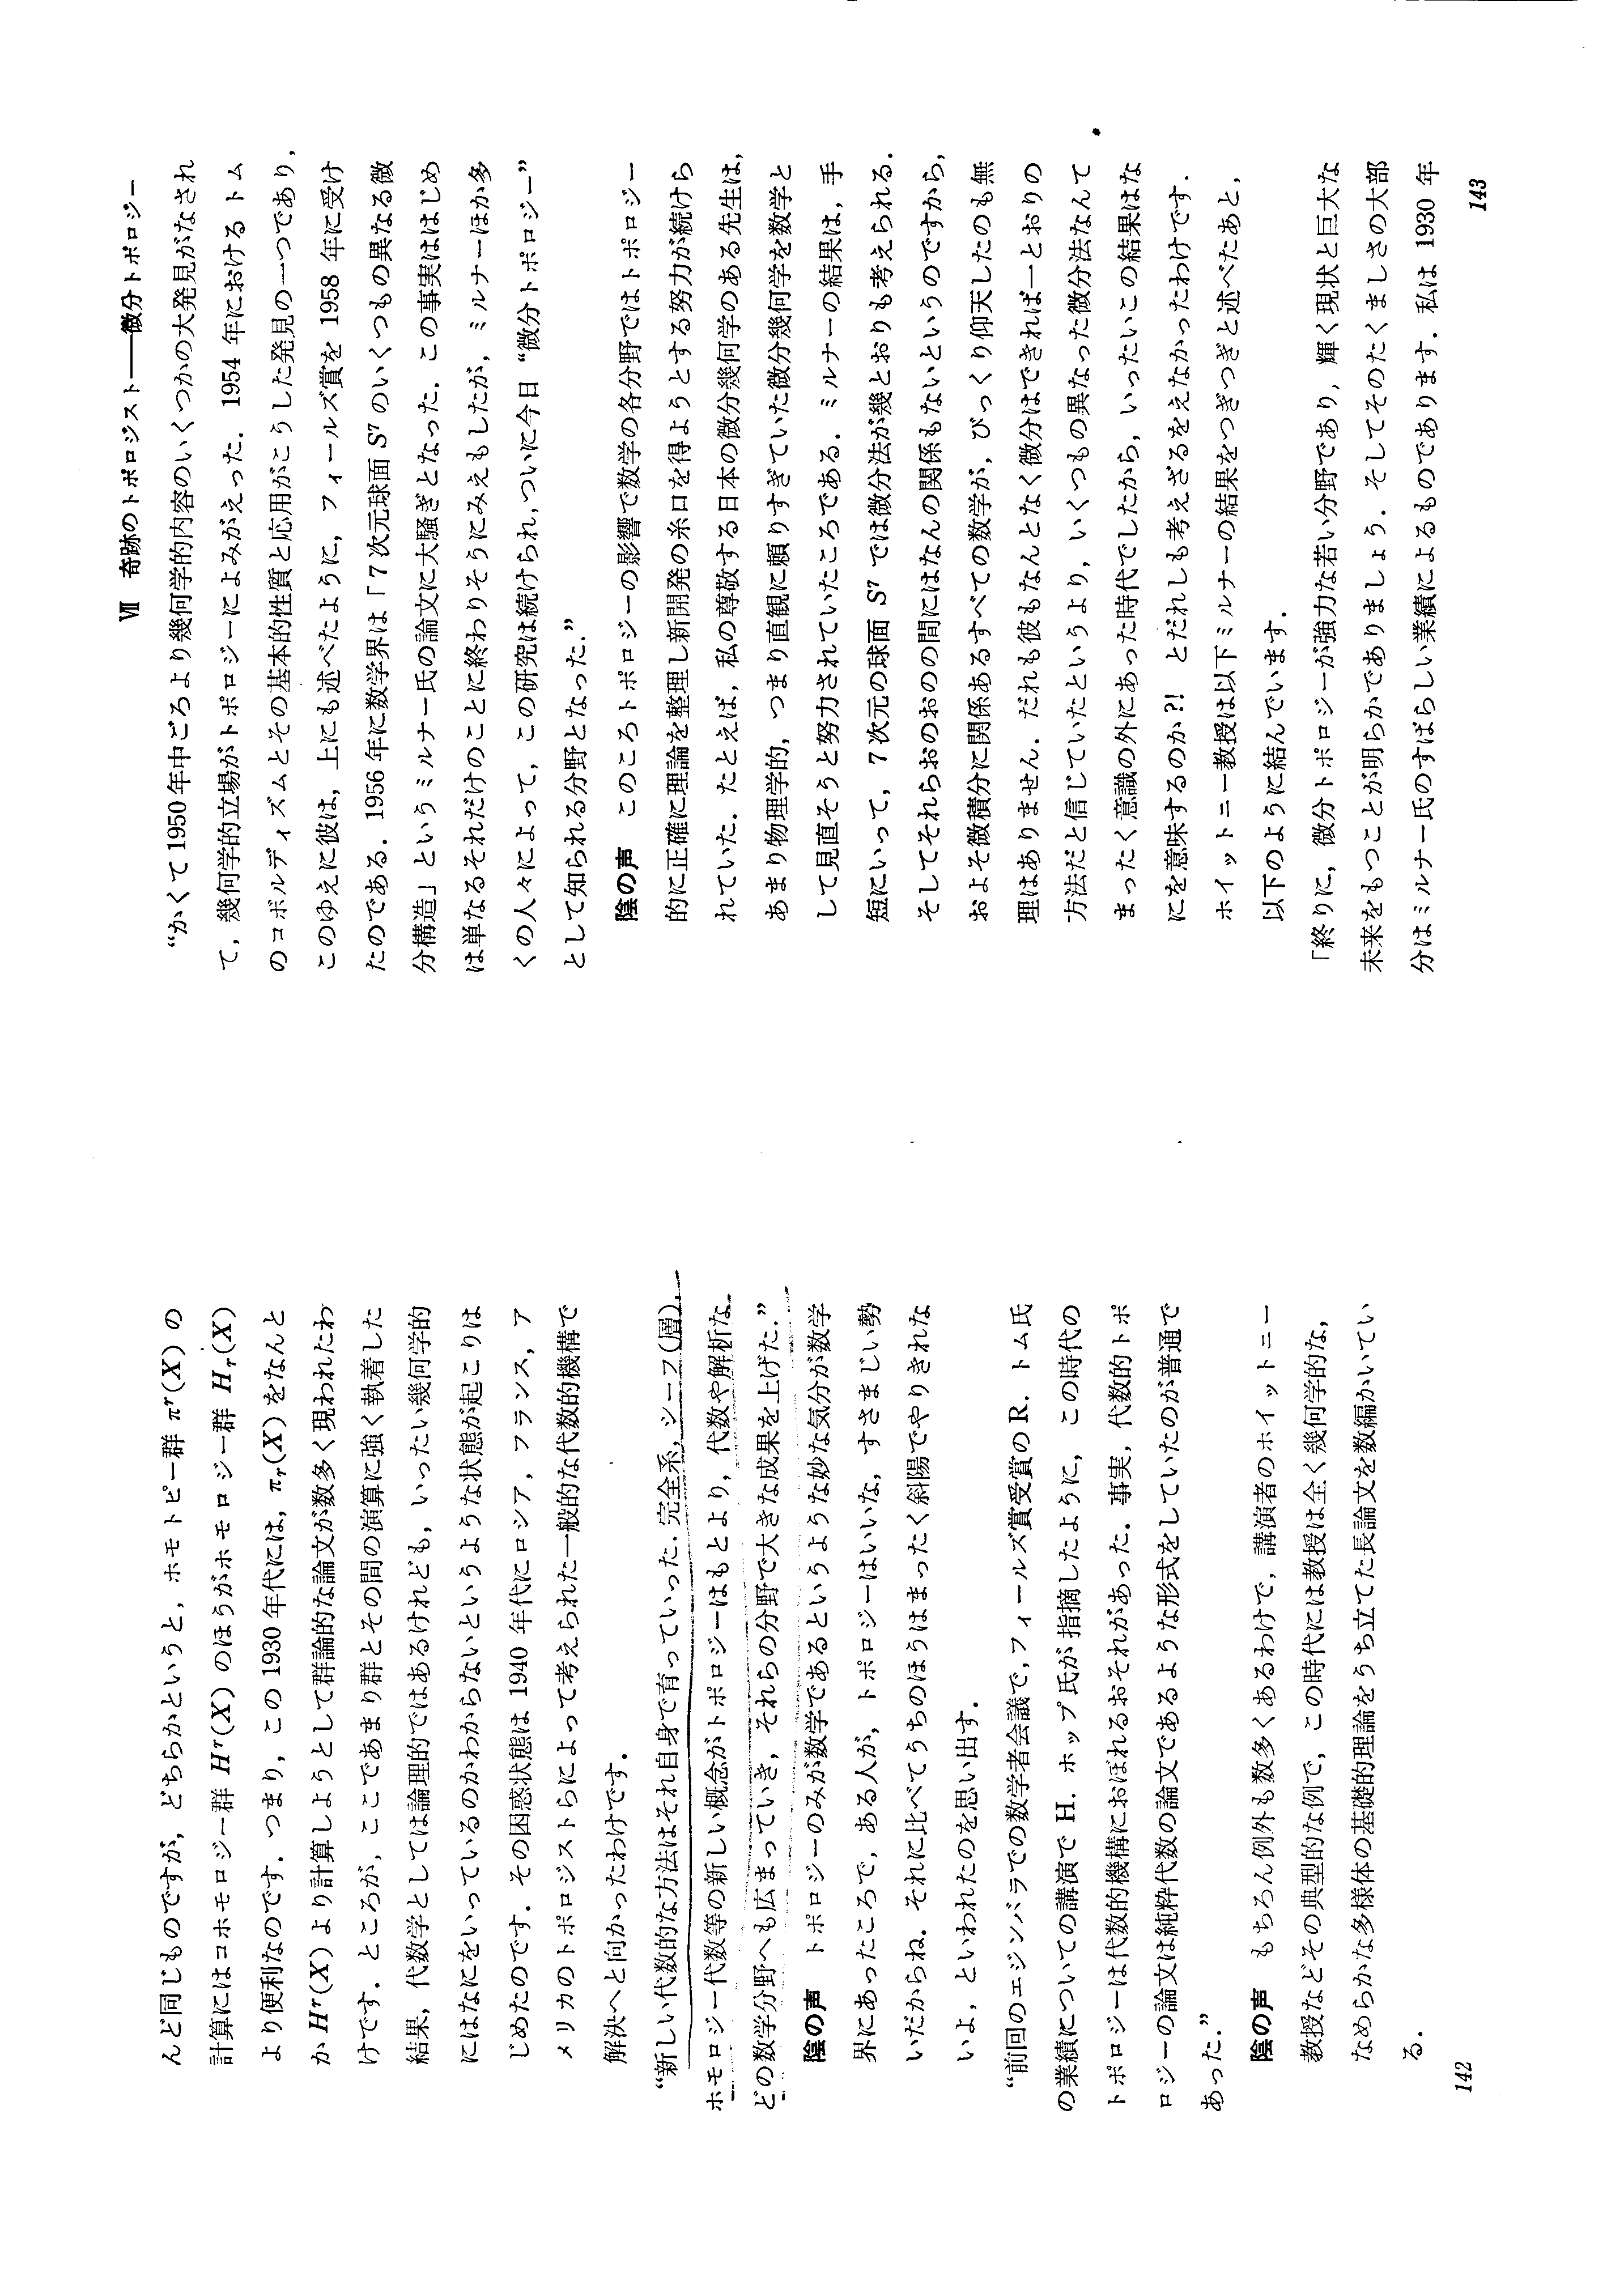 んど同じものですが，どちらかというと，ホモトピー群 πʳ(X) の
計算にはコホモロジー群 Hʳ(X) のほうがホモロジー群 Hᵣ(X)
より便利なのです．つまり，この 1930 年代には，πᵣ(X) をなんと
か Hʳ(X) より計算しようとして群論的な論文が数多く現われたわ
けです．ところが，ここであまり群とその間の演算に強く執着した
結果，代数学としては論理的ではあるけれども，いったい幾何学的
にはなにをいっているのかわからないというような状態が起こりは
じめたのです．その困惑状態は 1940 年代にロシア，フランス，ア
メリカのトポロジストらによって考えられた一般的な代数的機構で
解決へと向かったわけです．
“新しい代数的な方法はそれ自身で育っていった．完全系，シーフ(層)，
ホモロジー代数等の新しい概念がトポロジーはもとより，代数や解析な
どの数学分野へも広まっていき，それらの分野で大きな成果を上げた．”
陰の声　トポロジーのみが数学であるというような妙な気分が数学
界にあったころで，ある人が，トポロジーはいいな，すさまじい勢
いだからね．それに比べてうちのほうはまったく斜陽でやりきれな
いよ，といわれたのを思い出す．
“前回のエジンバラでの数学者会議で，フィールズ賞受賞のR．トム氏
の業績についての講演で H．ホップ氏が指摘したように，この時代の
トポロジーは代数的機構におぼれるおそれがあった．事実，代数的トポ
ロジーの論文は純粋代数の論文であるような形式をしていたのが普通で
あった．”
陰の声　もちろん例外も数多くあるわけで，講演者のホイットニー
教授などその典型的な例で，この時代には教授は全く幾何学的な，
なめらかな多様体の基礎的理論をうち立てた長論文を数編かいてい
る．
142
Ⅶ　奇跡のトポロジスト――微分トポロジー
“かくて 1950 年中ごろより幾何学的内容のいくつかの大発見がなされ
て，幾何学的立場がトポロジーによみがえった．1954 年におけるトム
のコボルディズムとその基本的性質と応用がこうした発見の一つであり，
このゆえに彼は，上にも述べたように，フィールズ賞を 1958 年に受け
たのである．1956 年に数学界は「7 次元球面 S⁷ のいくつもの異なる微
分構造」というミルナー氏の論文に大騒ぎとなった．この事実ははじめ
は単なるそれだけのことに終わりそうにみえもしたが，ミルナーほか多
くの人々によって，この研究は続けられ，ついに今日 “微分トポロジー”
として知られる分野となった．”
陰の声　このころトポロジーの影響で数学の各分野ではトポロジー
的に正確に理論を整理し新開発の糸口を得ようとする努力が続けら
れていた．たとえば，私の尊敬する日本の微分幾何学のある先生は，
あまり物理学的，つまり直観に頼りすぎていた微分幾何学を数学と
して見直そうと努力されていたころである．ミルナーの結果は，手
短にいって，7 次元の球面 S⁷ では微分法が幾とおりも考えられる．
そしてそれらおのおのの間にはなんの関係もないというのですから，
およそ微積分に関係あるすべての数学が，びっくり仰天したのも無
理はありません．だれも彼もなんとなく微分はできれば一とおりの
方法だと信じていたというより，いくつもの異なった微分法なんて
まったく意識の外にあった時代でしたから，いったいこの結果はな
にを意味するのか?!　とだれしも考えざるをえなかったわけです．
ホイットニー教授は以下ミルナーの結果をつぎつぎと述べたあと，
以下のように結んでいます．
「終りに，微分トポロジーが強力な若い分野であり，輝く現状と巨大な
未来をもつことが明らかでありましょう．そしてそのたくましさの大部
分はミルナー氏のすばらしい業績によるものであります．私は 1930 年
143